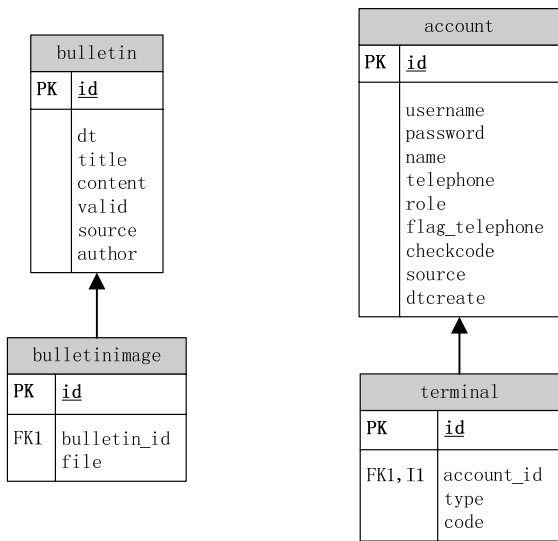 bulletin
PK id
dt
title
content
valid
source
author
bulletinimage
PK id
FK1 bulletin_id
file
account
PK id
username
password
name
telephone
role
flag_telephone
checkcode
source
dtcreate
terminal
PK id
FK1,I1 account_id
type
code